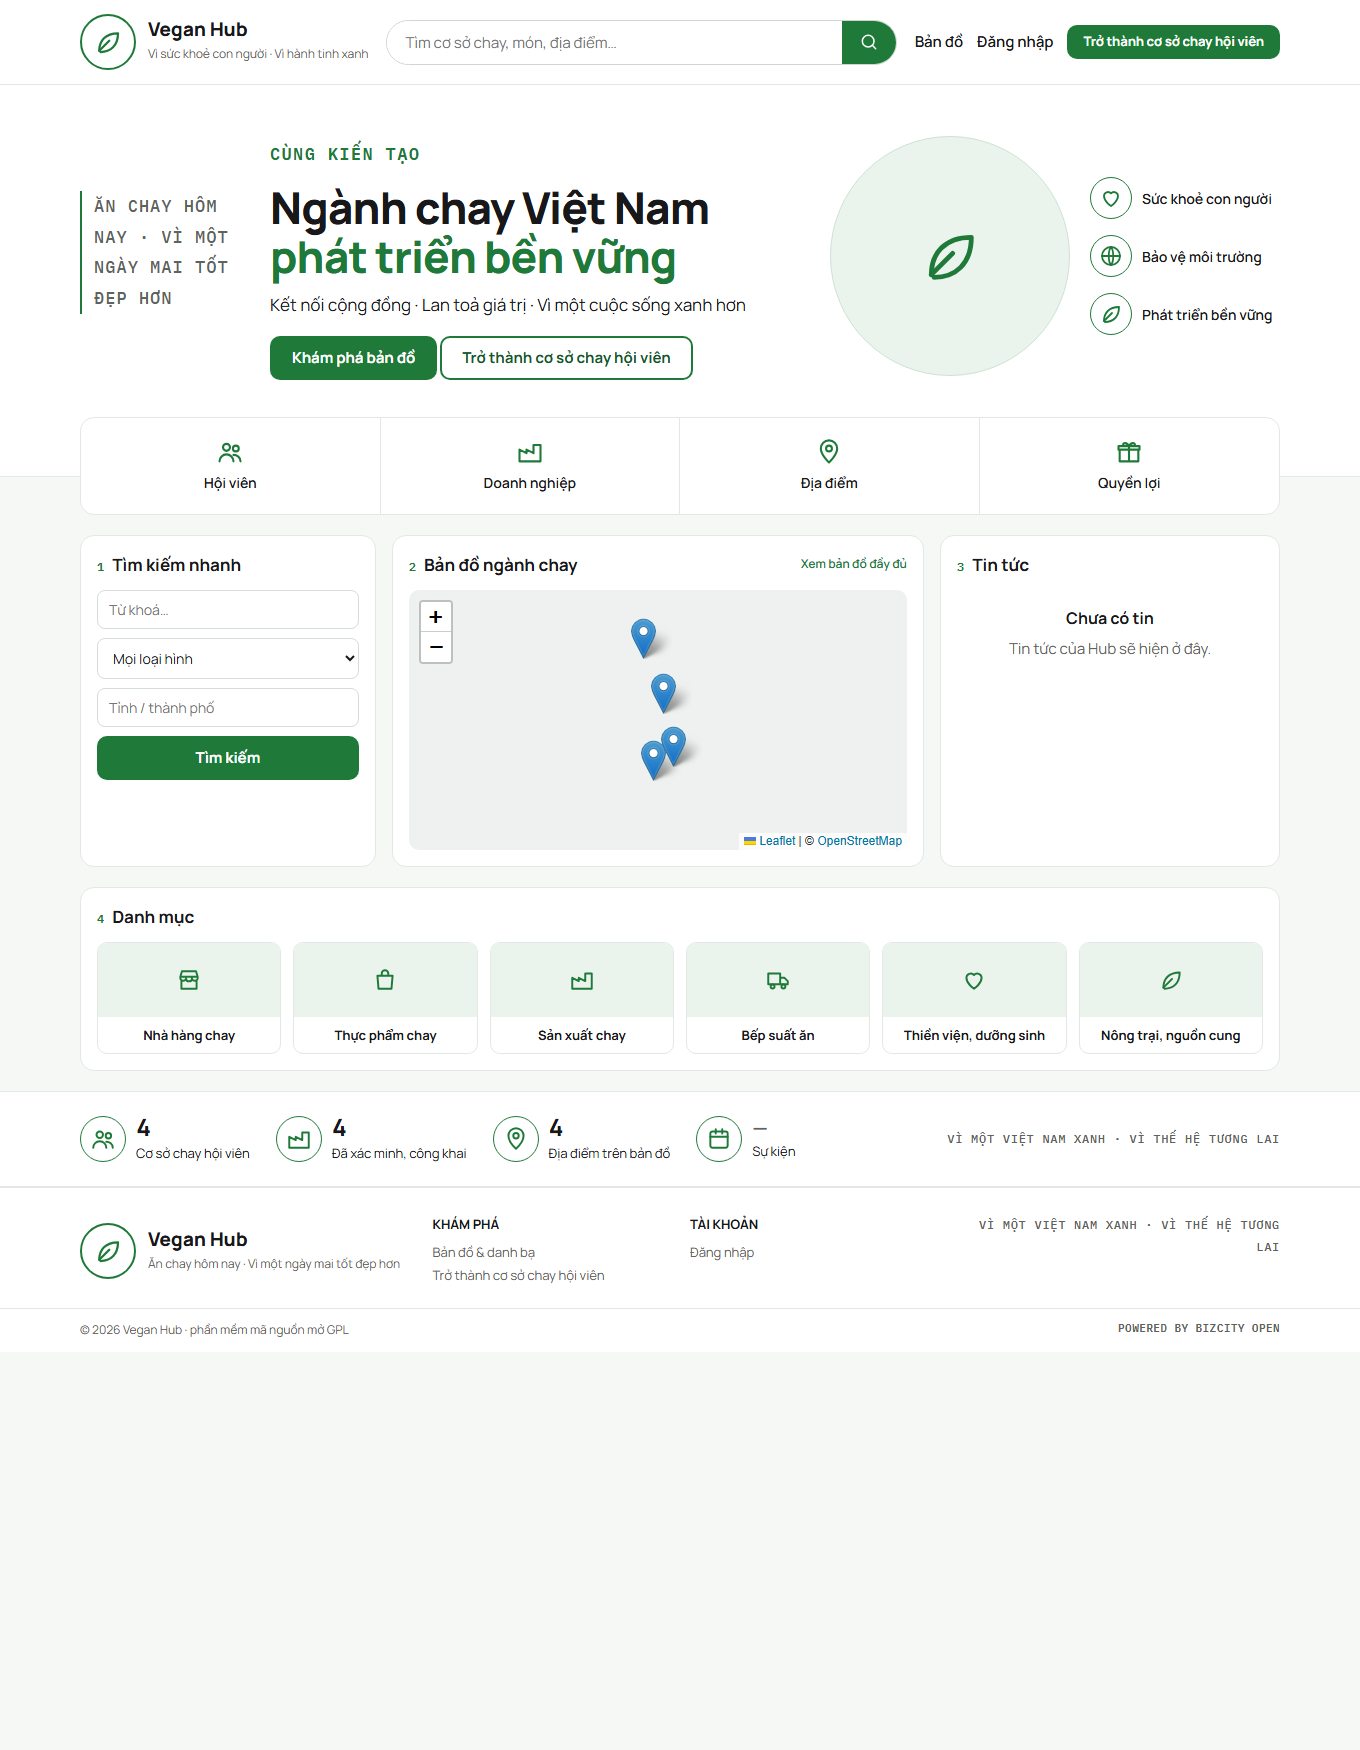 Vegan Hub
Vì sức khoẻ con người · Vì hành tinh xanh
Tìm cơ sở chay, món, địa điểm...
Bản đồ
Đăng nhập
Trở thành cơ sở chay hội viên
ĂN CHAY HÔM
NAY · VÌ MỘT
NGÀY MAI TỐT
ĐẸP HƠN
CÙNG KIẾN TẠO
Ngành chay Việt Nam
phát triển bền vững
Kết nối cộng đồng · Lan toả giá trị · Vì một cuộc sống xanh hơn
Khám phá bản đồ
Trở thành cơ sở chay hội viên
Sức khoẻ con người
Bảo vệ môi trường
Phát triển bền vững
Hội viên
Doanh nghiệp
Địa điểm
Quyền lợi
1 Tìm kiếm nhanh
Từ khoá...
Mọi loại hình
Tỉnh / thành phố
Tìm kiếm
2 Bản đồ ngành chay
Xem bản đồ đầy đủ
+
−
Leaflet | © OpenStreetMap
3 Tin tức
Chưa có tin
Tin tức của Hub sẽ hiện ở đây.
4 Danh mục
Nhà hàng chay
Thực phẩm chay
Sản xuất chay
Bếp suất ăn
Thiền viện, dưỡng sinh
Nông trại, nguồn cung
4
Cơ sở chay hội viên
4
Đã xác minh, công khai
4
Địa điểm trên bản đồ
—
Sự kiện
VÌ MỘT VIỆT NAM XANH · VÌ THẾ HỆ TƯƠNG LAI
Vegan Hub
Ăn chay hôm nay · Vì một ngày mai tốt đẹp hơn
KHÁM PHÁ
Bản đồ & danh bạ
Trở thành cơ sở chay hội viên
TÀI KHOẢN
Đăng nhập
VÌ MỘT VIỆT NAM XANH · VÌ THẾ HỆ TƯƠNG
LAI
© 2026 Vegan Hub · phần mềm mã nguồn mở GPL
POWERED BY BIZCITY OPEN